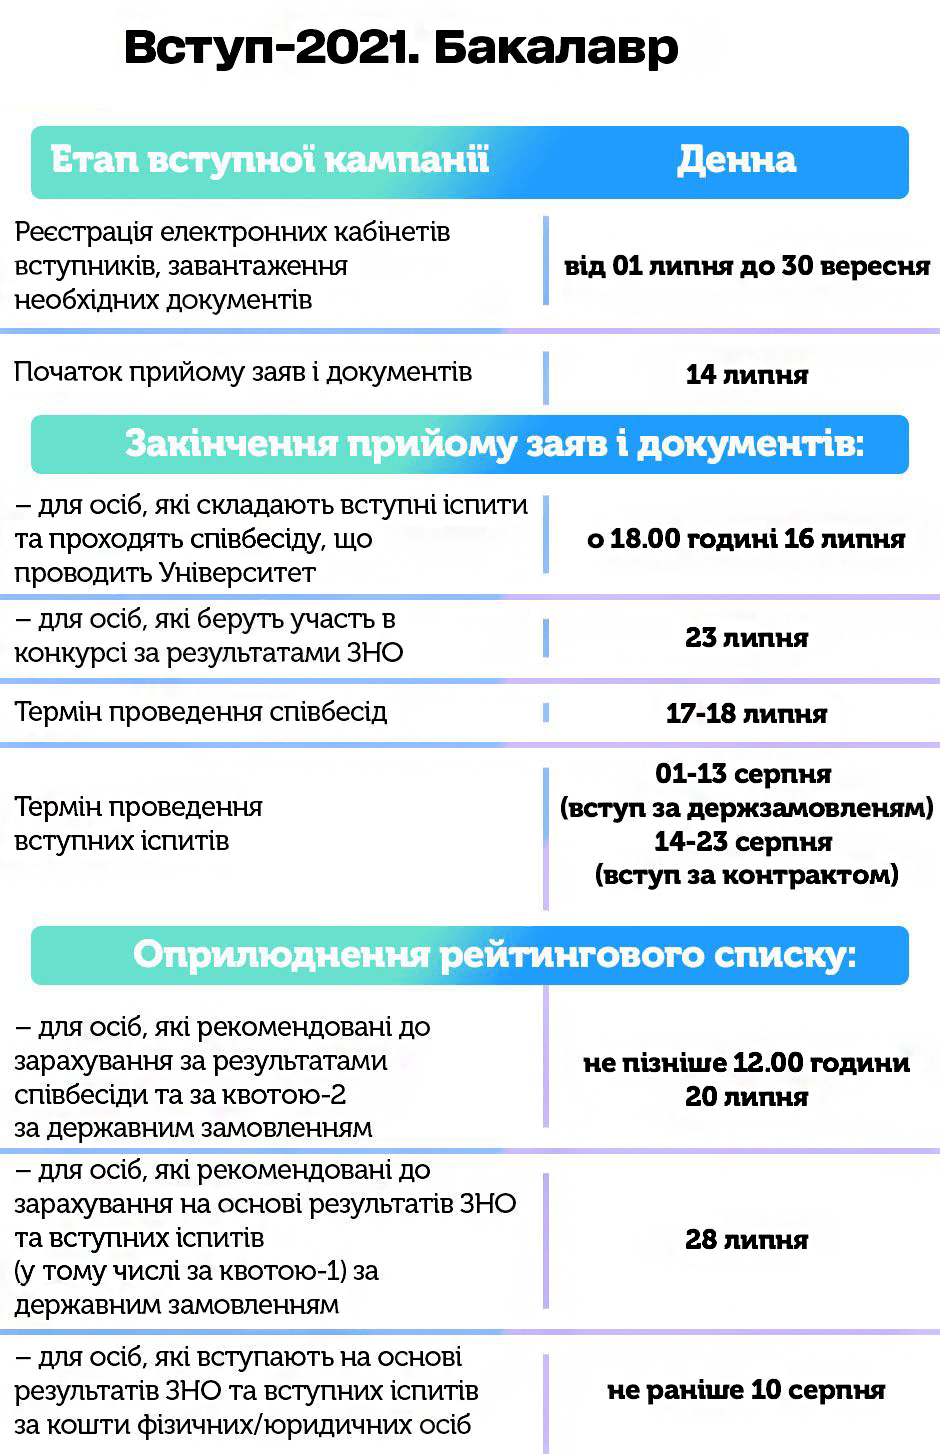 Вступ-2021. Бакалавр
Етап вступної кампанії
Денна
Реєстрація електронних кабінетів
вступників, завантаження
необхідних документів
від 01 липня до 30 вересня
Початок прийому заяв і документів
14 липня
Закінчення прийому заяв і документів:
– для осіб, які складають вступні іспити
та проходять співбесіду, що
проводить Університет
о 18.00 годині 16 липня
– для осіб, які беруть участь в
конкурсі за результатами ЗНО
23 липня
Термін проведення співбесід
17-18 липня
Термін проведення
вступних іспитів
01-13 серпня
(вступ за держзамовленям)
14-23 серпня
(вступ за контрактом)
Оприлюднення рейтингового списку:
– для осіб, які рекомендовані до
зарахування за результатами
співбесіди та за квотою-2
за державним замовленням
не пізніше 12.00 години
20 липня
– для осіб, які рекомендовані до
зарахування на основі результатів ЗНО
та вступних іспитів
(у тому числі за квотою-1) за
державним замовленням
28 липня
– для осіб, які вступають на основі
результатів ЗНО та вступних іспитів
за кошти фізичних/юридичних осіб
не раніше 10 серпня